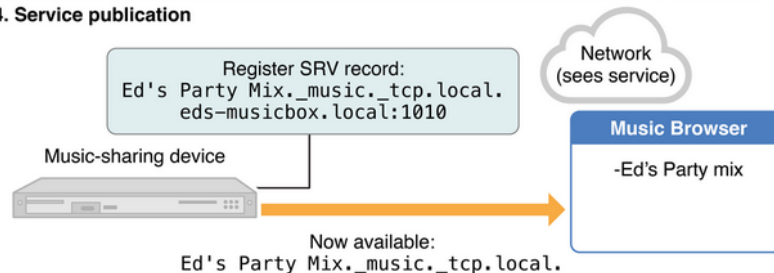 4. Service publication
Register SRV record:
Ed's Party Mix._music._tcp.local.
eds-musicbox.local:1010
Network
(sees service)
Music Browser
-Ed's Party mix
Music-sharing device
Now available:
Ed's Party Mix._music._tcp.local.